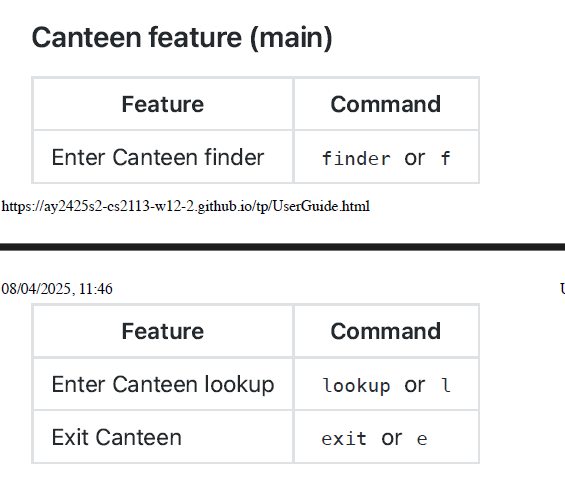 Canteen feature (main)
Feature Command
Enter Canteen finder finder or f
https://ay2425s2-cs2113-w12-2.github.io/tp/UserGuide.html
08/04/2025, 11:46
Feature Command
Enter Canteen lookup lookup or l
Exit Canteen exit or e